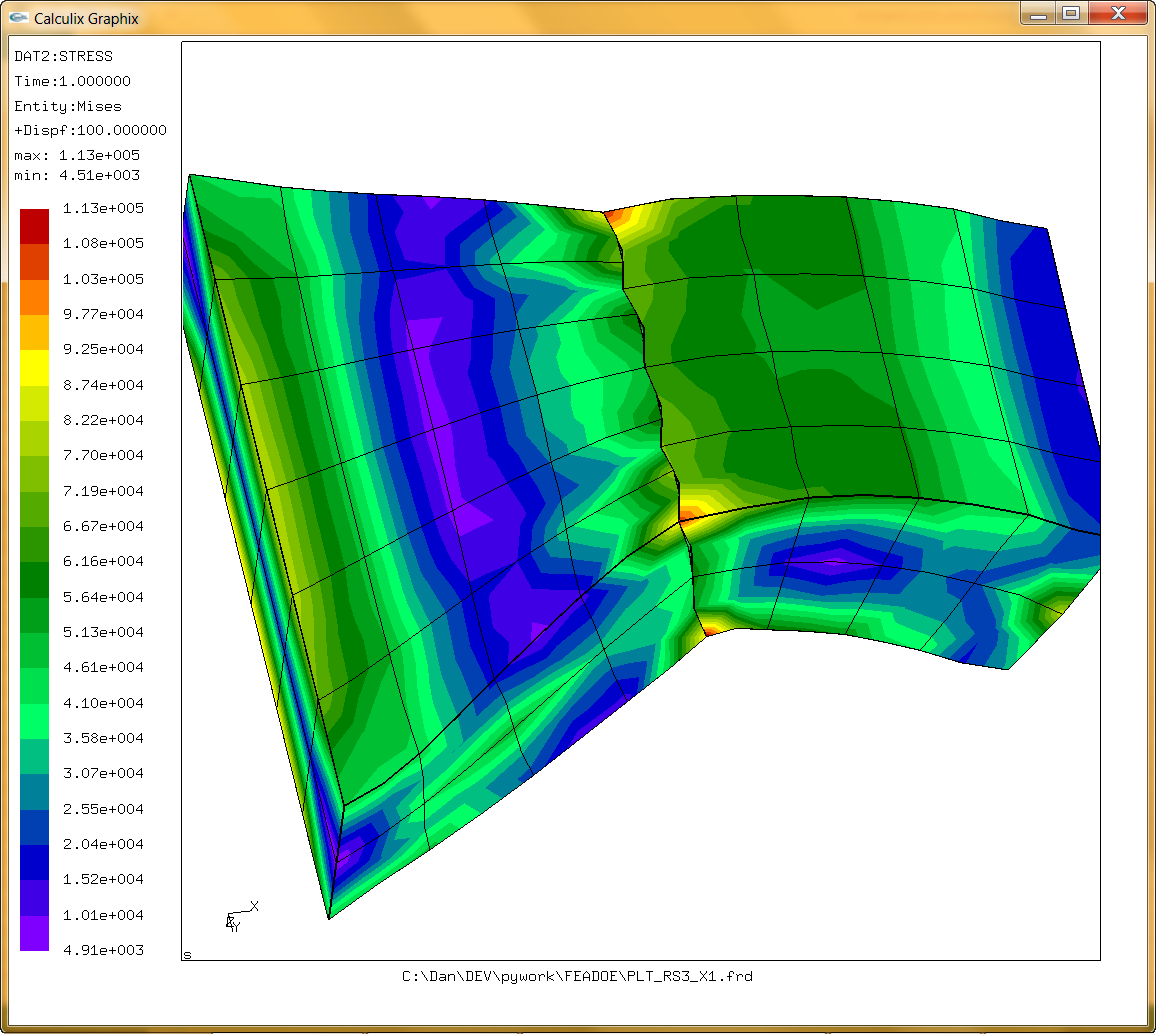 Calculix Graphix
DAT2:STRESS
Time:1.000000
Entity:Mises
+Dispf:100.000000
max: 1.13e+005
min: 4.51e+003
1.13e+005
1.08e+005
1.03e+005
9.77e+004
9.25e+004
8.74e+004
8.22e+004
7.70e+004
7.19e+004
6.67e+004
6.16e+004
5.64e+004
5.13e+004
4.61e+004
4.10e+004
3.58e+004
3.07e+004
2.55e+004
2.04e+004
1.52e+004
1.01e+004
4.91e+003
X
Z
Y
s
C:\Dan\DEV\pywork\FEADOE\PLT_RS3_X1.frd